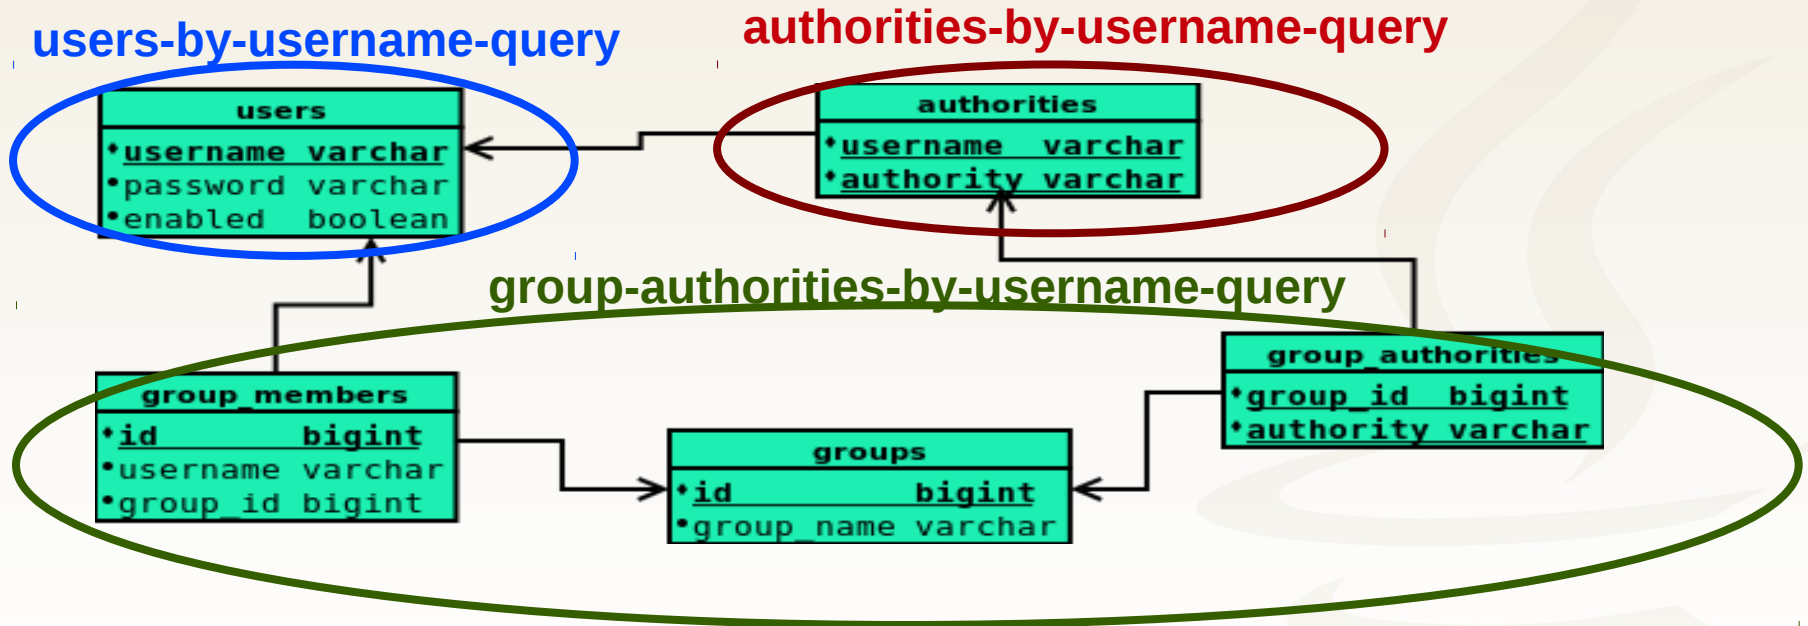 users-by-username-query
authorities-by-username-query
users
username varchar
password varchar
enabled boolean
authorities
username varchar
authority varchar
group-authorities-by-username-query
group_members
id bigint
username varchar
group_id bigint
groups
id bigint
group_name varchar
group_authorities
group_id bigint
authority varchar